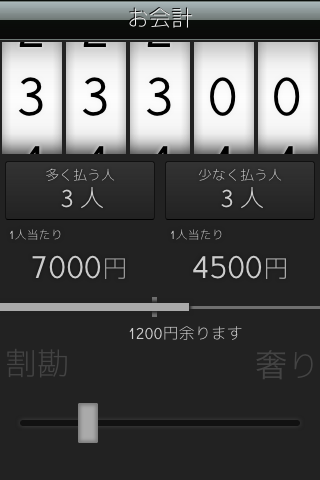 お会計
3 3 3 0 0
多く払う人 少なく払う人
3 人 3 人
1人当たり 1人当たり
7000円 4500円
1200円余ります
割勘 奢り